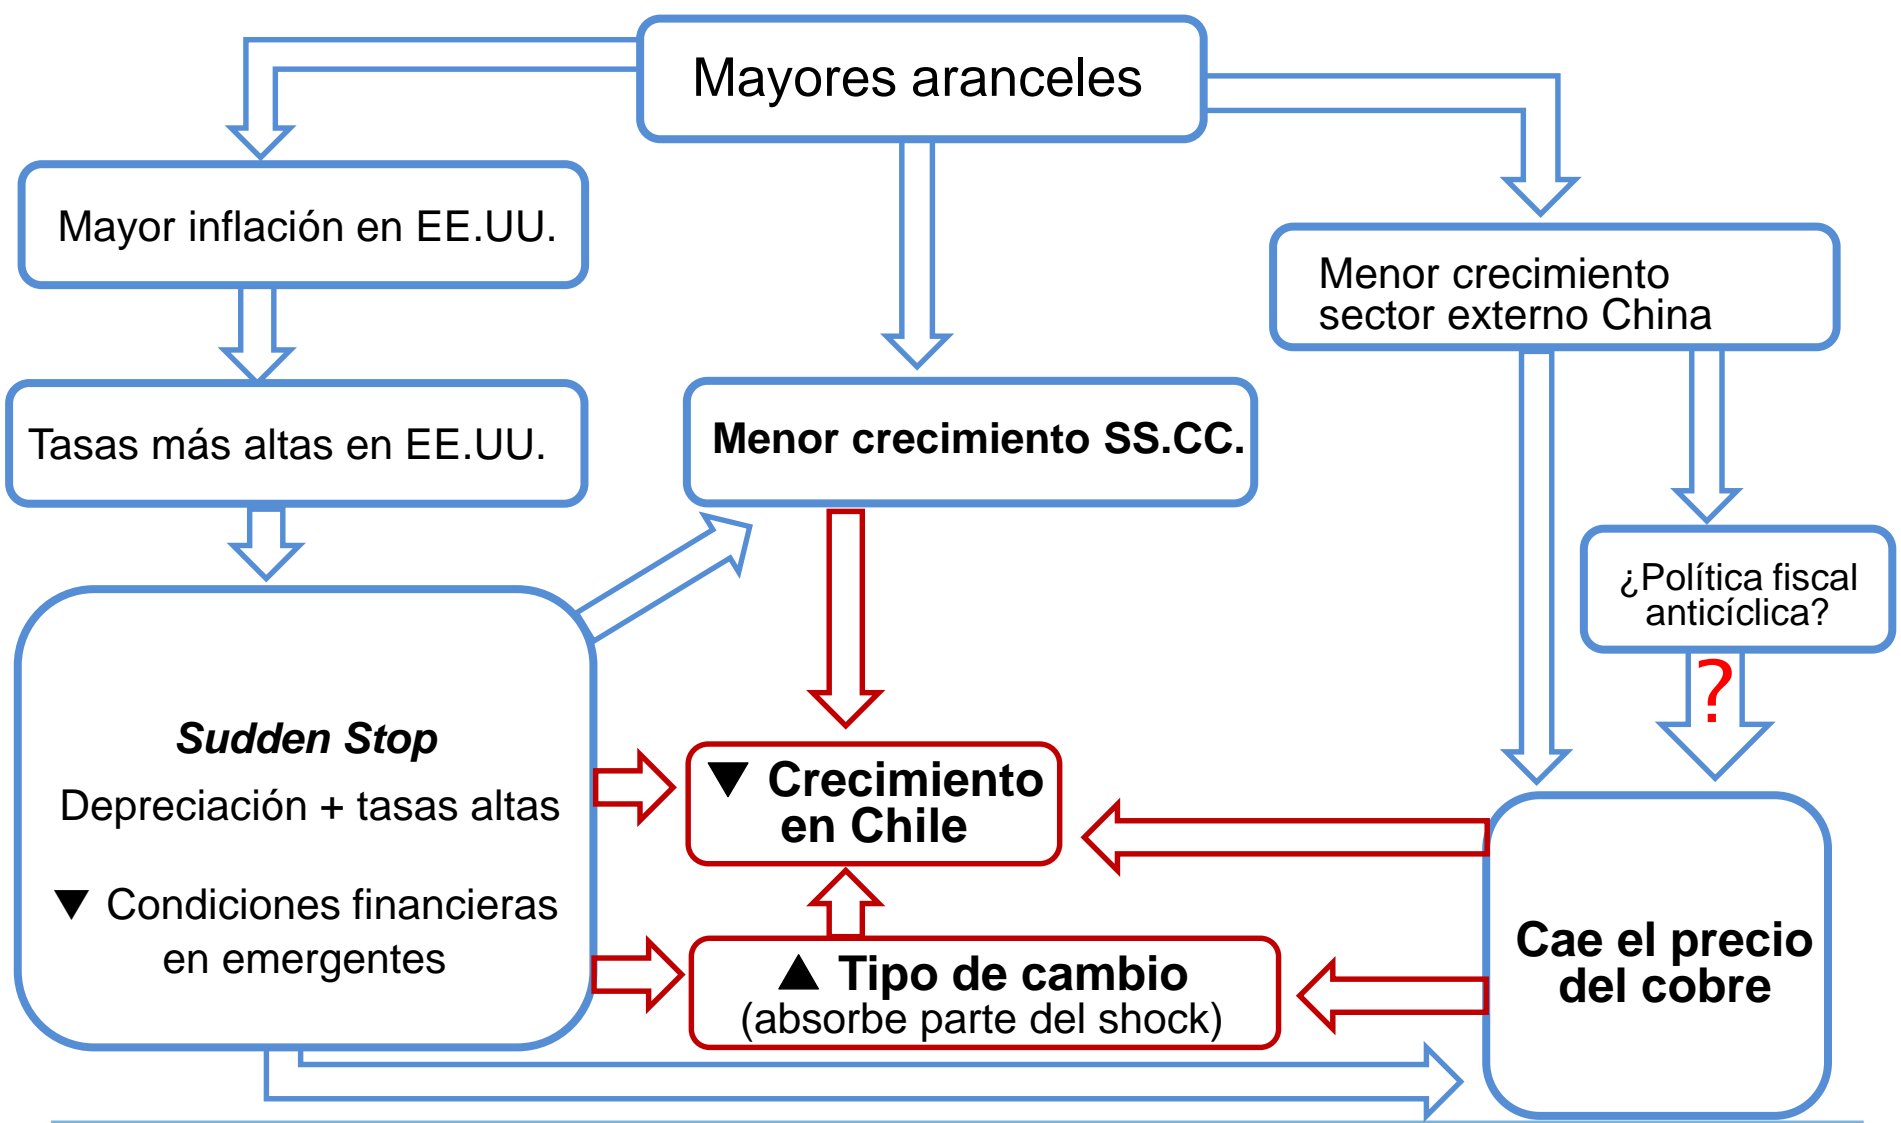 Mayores aranceles
Mayor inflación en EE.UU.
Menor crecimiento
sector externo China
Tasas más altas en EE.UU.
Menor crecimiento SS.CC.
¿Política fiscal
anticíclica?
?
Sudden Stop
Depreciación + tasas altas
▼ Condiciones financieras
en emergentes
▼ Crecimiento
en Chile
▲ Tipo de cambio
(absorbe parte del shock)
Cae el precio
del cobre